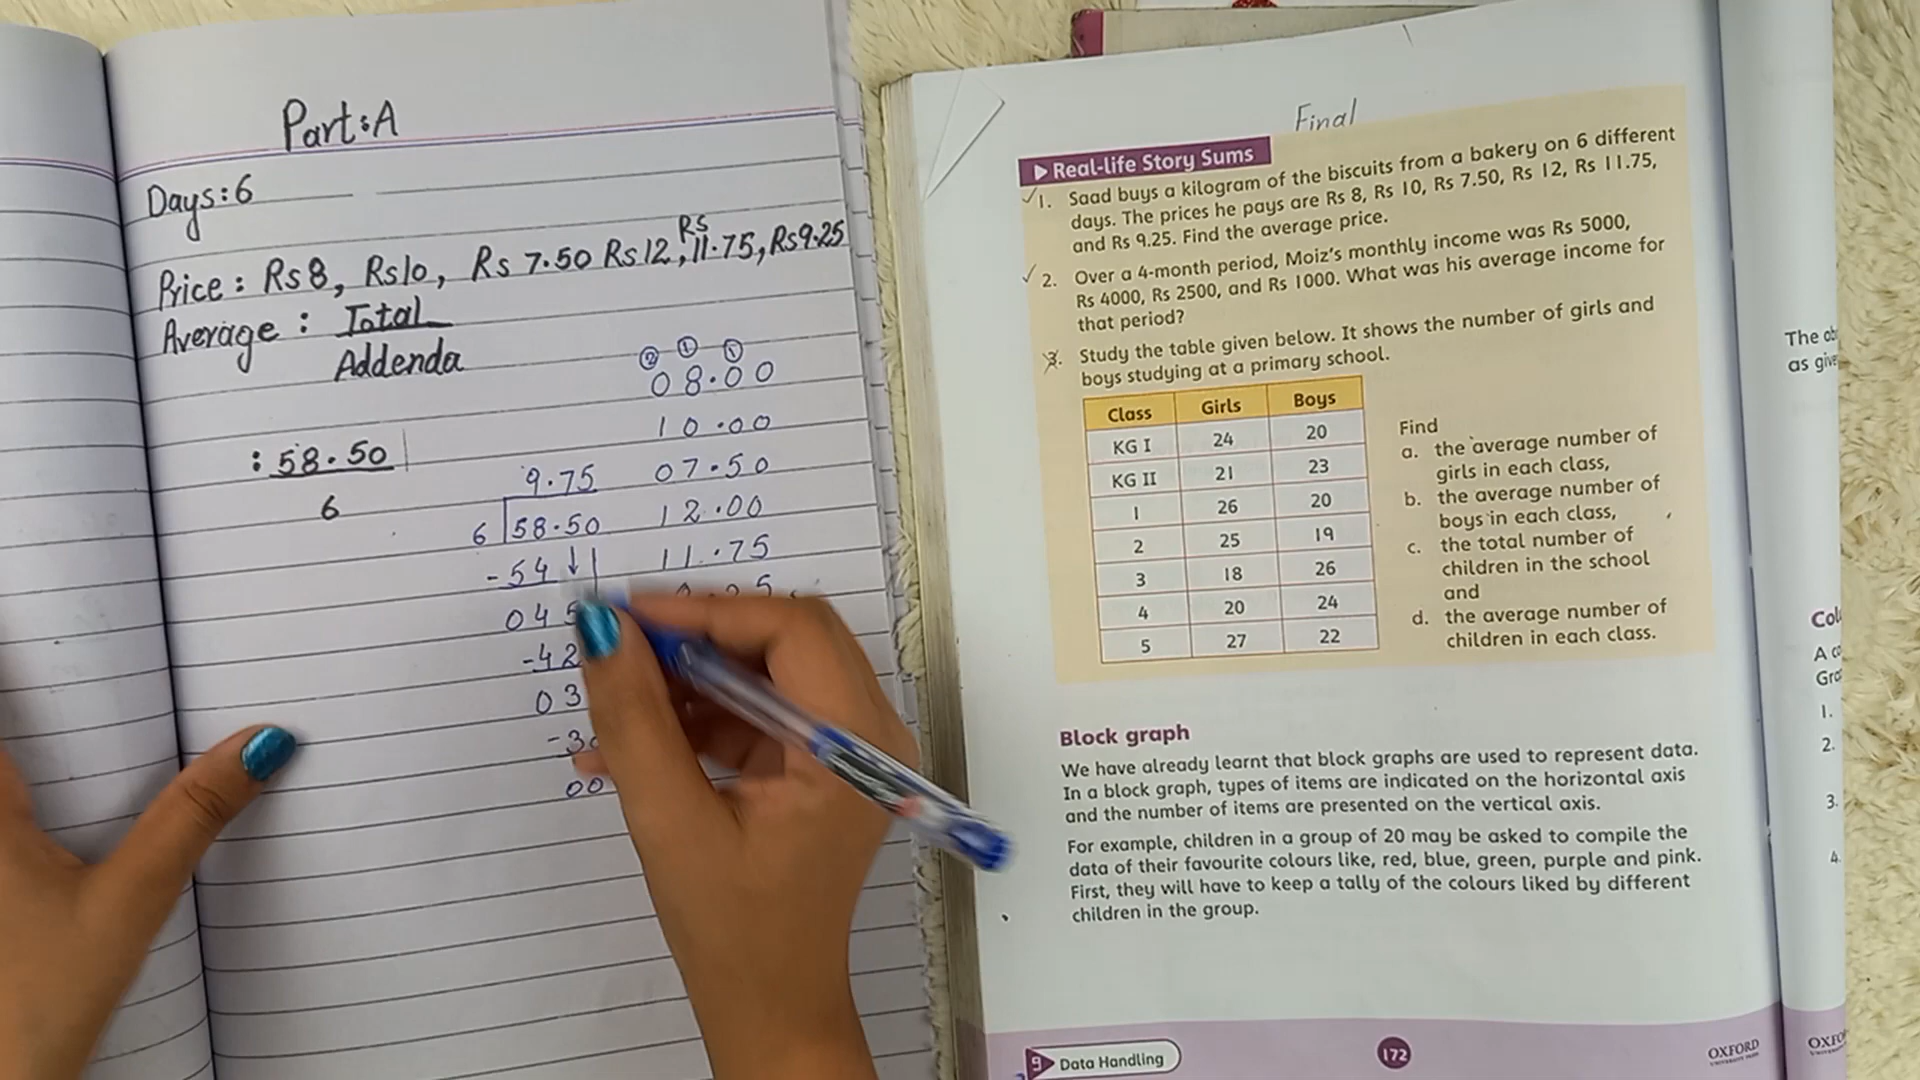 Part:A
Days:6
Price: Rs8, Rs10, Rs 7.50 Rs12, Rs 11.75, Rs9.25
Average: Total
Addenda
② ① ①
08.00
10.00
: 58.50
6
07.50
12.00
11.75
9.75
6 58.50
-54↓
04
-42
03
00
Final
Real-life Story Sums
1. Saad buys a kilogram of the biscuits from a bakery on 6 different
days. The prices he pays are Rs 8, Rs 10, Rs 7.50, Rs 12, Rs 11.75,
and Rs 9.25. Find the average price.
2. Over a 4-month period, Moiz's monthly income was Rs 5000,
Rs 4000, Rs 2500, and Rs 1000. What was his average income for
that period?
3. Study the table given below. It shows the number of girls and
boys studying at a primary school.
Class Girls Boys
KG I 24 20
KG II 21 23
1 26 20
2 25 19
3 18 26
4 20 24
5 27 22
Find
a. the average number of
girls in each class,
b. the average number of
boys in each class,
c. the total number of
children in the school
and
d. the average number of
children in each class.
Block graph
We have already learnt that block graphs are used to represent data.
In a block graph, types of items are indicated on the horizontal axis
and the number of items are presented on the vertical axis.
For example, children in a group of 20 may be asked to compile the
data of their favourite colours like, red, blue, green, purple and pink.
First, they will have to keep a tally of the colours liked by different
children in the group.
9 Data Handling
172
OXFORD
The
as
1.
2.
3.
4.